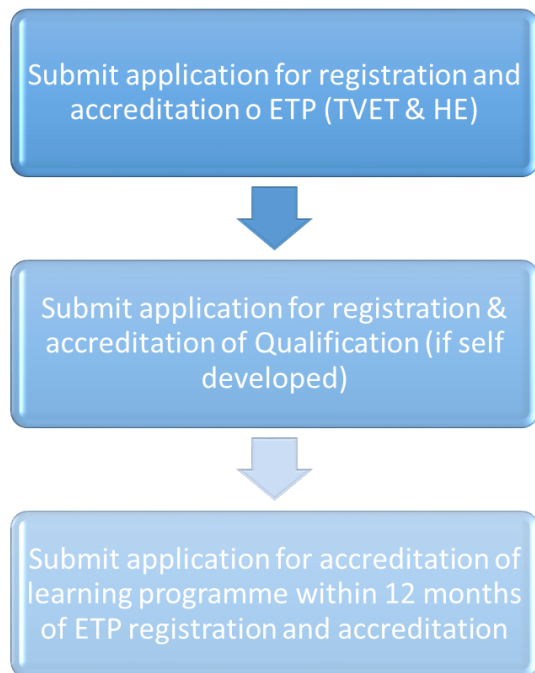 Submit application for registration and
accreditation o ETP (TVET & HE)
Submit application for registration &
accreditation of Qualification (if self
developed)
Submit application for accreditation of
learning programme within 12 months
of ETP registration and accreditation